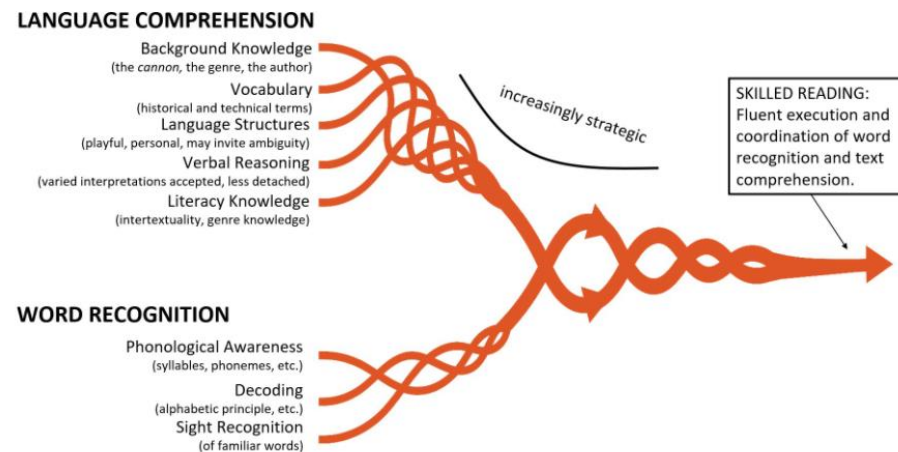 LANGUAGE COMPREHENSION
Background Knowledge
(the cannon, the genre, the author)
Vocabulary
(historical and technical terms)
Language Structures
(playful, personal, may invite ambiguity)
Verbal Reasoning
(varied interpretations accepted, less detached)
Literacy Knowledge
(intertextuality, genre knowledge)
increasingly strategic
SKILLED READING:
Fluent execution and
coordination of word
recognition and text
comprehension.
WORD RECOGNITION
Phonological Awareness
(syllables, phonemes, etc.)
Decoding
(alphabetic principle, etc.)
Sight Recognition
(of familiar words)